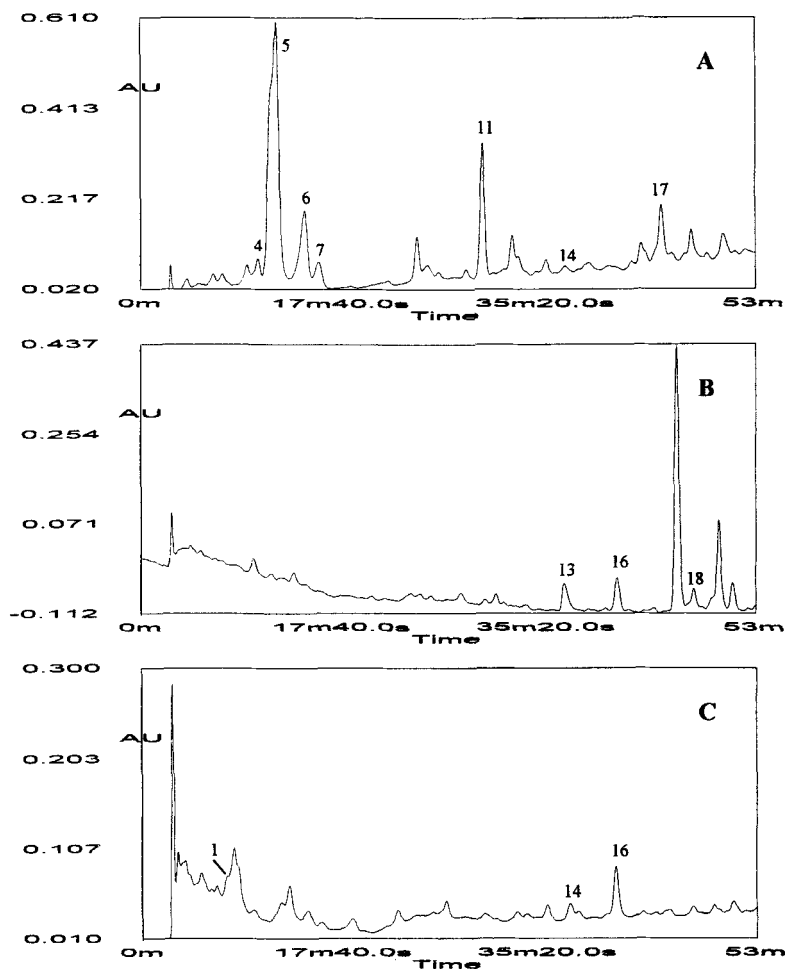 0.610
5
A
AU
0.413
11
0.217
6
17
4
7
14
0.020
0m
17m40.0s
35m20.0s
53m
Time
0.437
B
AU
0.254
0.071
13
16
18
-0.112
0m
17m40.0s
35m20.0s
53m
Time
0.300
C
AU
0.203
0.107
1
16
14
0.010
0m
17m40.0s
35m20.0s
53m
Time